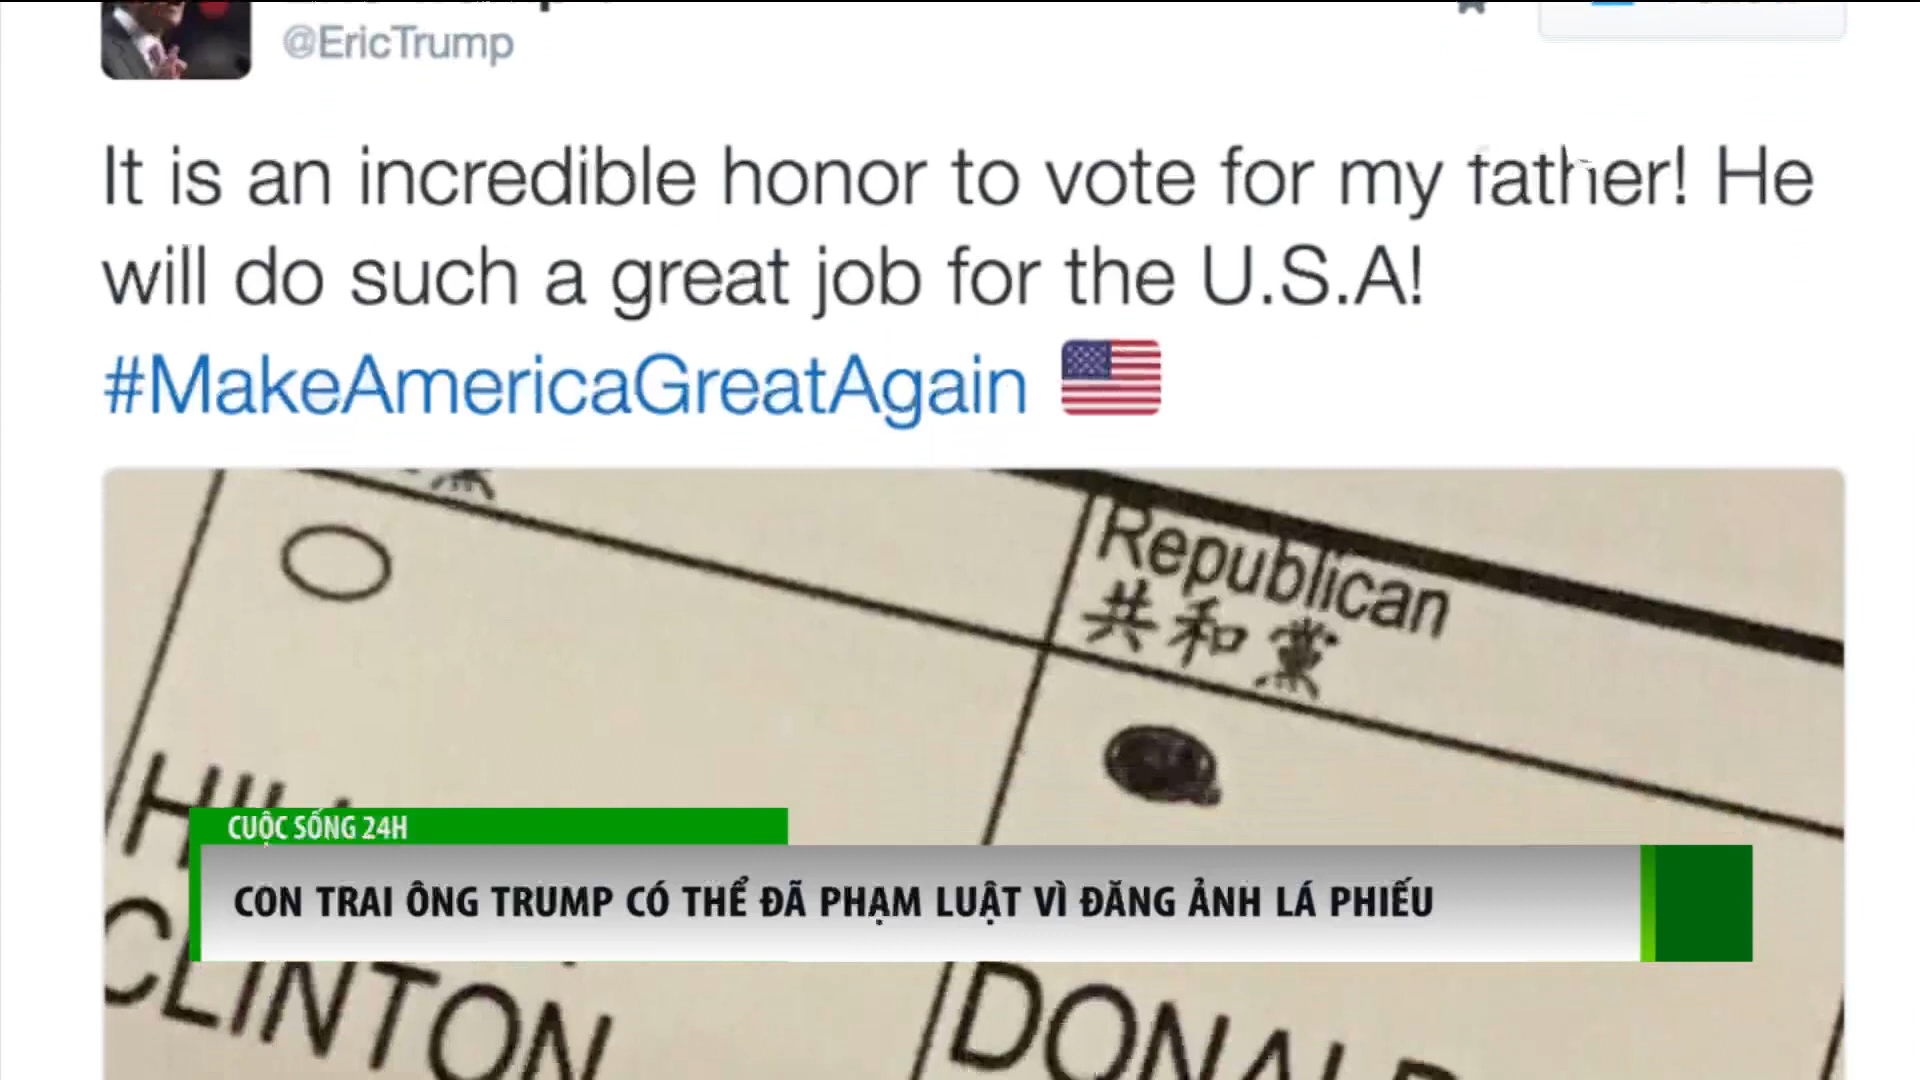 @EricTrump
It is an incredible honor to vote for my father! He
will do such a great job for the U.S.A!
#MakeAmericaGreatAgain
Republican
共和黨
CUỘC SỐNG 24H
CON TRAI ÔNG TRUMP CÓ THỂ ĐÃ PHẠM LUẬT VÌ ĐĂNG ẢNH LÁ PHIẾU
CLINTON
DONALD